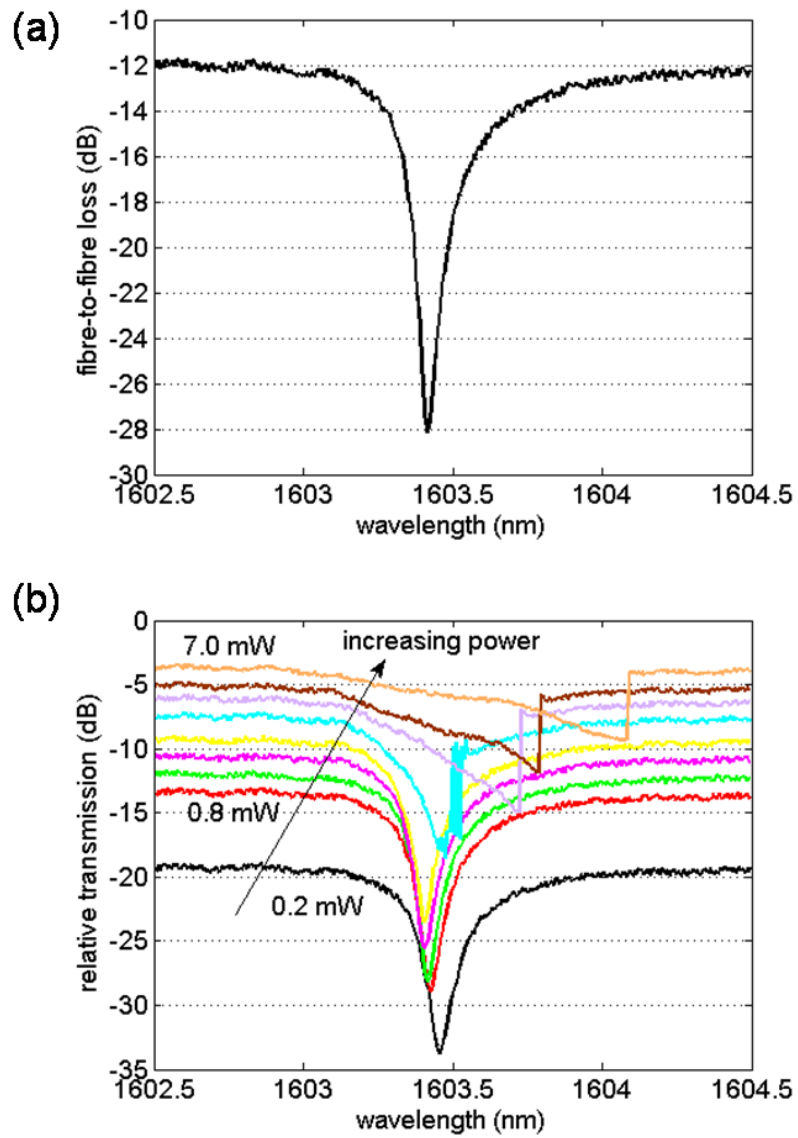 (a)
-10
-12
-14
-16
-18
-20
-22
-24
-26
-28
-30
fibre-to-fibre loss (dB)
1602.5 1603 1603.5 1604 1604.5
wavelength (nm)
(b)
0
-5
-10
-15
-20
-25
-30
-35
relative transmission (dB)
7.0 mW
increasing power
0.8 mW
0.2 mW
1602.5 1603 1603.5 1604 1604.5
wavelength (nm)